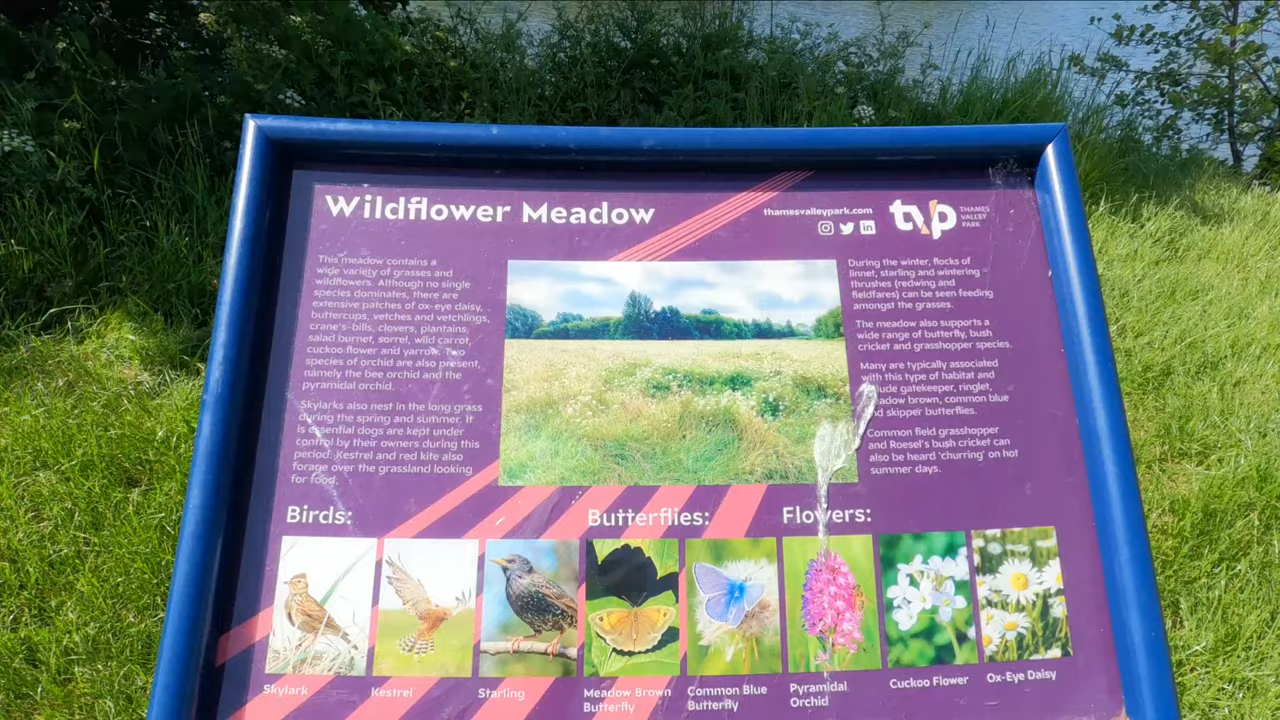 Wildflower Meadow
thamesvalleypark.com
tvp
THAMES
VALLEY
PARK
This meadow contains a
wide variety of grasses and
wildflowers. Although no single
species dominates, there are
extensive patches of ox-eye daisy,
buttercups, vetches and vetchlings,
crane's-bills, clovers, plantains,
salad burnet, sorrel, wild carrot,
cuckoo flower and yarrow. Two
species of orchid are also present,
namely the bee orchid and the
pyramidal orchid.
Skylarks also nest in the long grass
during the spring and summer. It
is essential dogs are kept under
control by their owners during this
period. Kestrel and red kite also
forage over the grassland looking
for food.
During the winter, flocks of
linnet, starling and wintering
thrushes (redwing and
fieldfares) can be seen feeding
amongst the grasses.
The meadow also supports a
wide range of butterfly, bush
cricket and grasshopper species.
Many are typically associated
with this type of habitat and
gatekeeper, ringlet,
brown, common blue
skipper butterflies.
Common field grasshopper
and Roesel's bush cricket can
also be heard 'churring' on hot
summer days.
Birds:
Skylark
Kestrel
Starling
Butterflies:
Meadow Brown
Butterfly
Common Blue
Butterfly
Flowers:
Pyramidal
Orchid
Cuckoo Flower
Ox-Eye Daisy